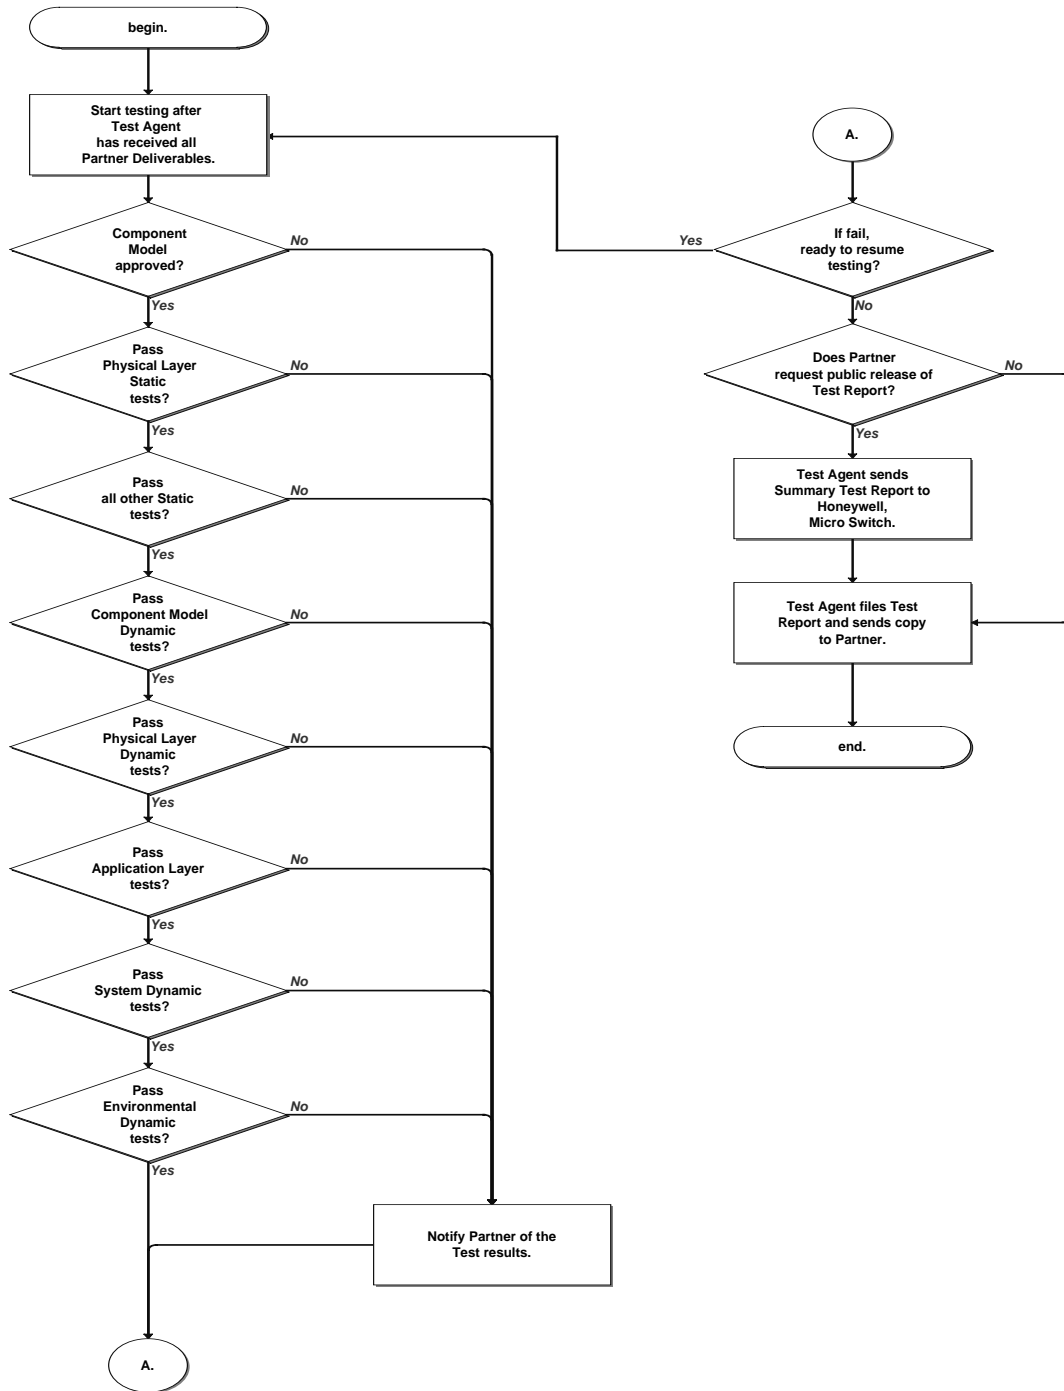 begin.
Start testing after
Test Agent
has received all
Partner Deliverables.
Component
Model
approved?
No
Yes
Pass
Physical Layer
Static
tests?
No
Yes
Pass
all other Static
tests?
No
Yes
Pass
Component Model
Dynamic
tests?
No
Yes
Pass
Physical Layer
Dynamic
tests?
No
Yes
Pass
Application Layer
tests?
No
Yes
Pass
System Dynamic
tests?
No
Yes
Pass
Environmental
Dynamic
tests?
No
Yes
Notify Partner of the
Test results.
A.
A.
If fail,
ready to resume
testing?
Yes
No
Does Partner
request public release of
Test Report?
No
Yes
Test Agent sends
Summary Test Report to
Honeywell,
Micro Switch.
Test Agent files Test
Report and sends copy
to Partner.
end.